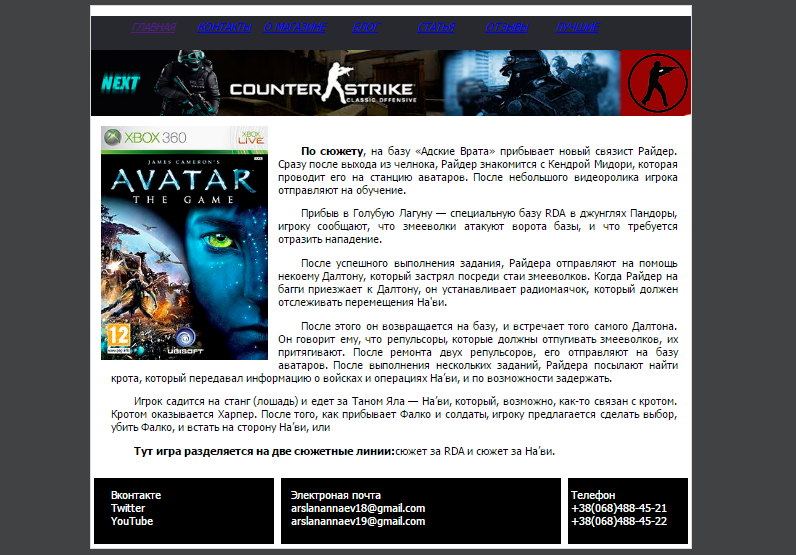 ГЛАВНАЯ КОНТАКТЫ О МАГАЗИНЕ БЛОГ СТАТЬЯ ОТЗЫВЫ
NEXT COUNTER STRIKE
CLASSIC OFFENSIVE
XBOX 360 XBOX LIVE
JAMES CAMERON'S
AVATAR
THE GAME
12
UBISOFT
По сюжету, на базу «Адские Врата» прибывает новый связист Райдер.
Сразу после выхода из челнока, Райдер знакомится с Кендрой Мидори, которая
проводит его на станцию аватаров. После небольшого видеоролика игрока
отправляют на обучение.
Прибыв в Голубую Лагуну — специальную базу RDA в джунглях Пандоры,
игроку сообщают, что змееволки атакуют ворота базы, и что требуется
отразить нападение.
После успешного выполнения задания, Райдера отправляют на помощь
некоему Далтону, который застрял посреди стаи змееволков. Когда Райдер на
багги приезжает к Далтону, он устанавливает радиомаячок, который должен
отслеживать перемещения На'ви.
После этого он возвращается на базу, и встречает того самого Далтона.
Он говорит ему, что репульсоры, которые должны отпугивать змееволков, их
притягивают. После ремонта двух репульсоров, его отправляют на базу
аватаров. После выполнения нескольких заданий, Райдера посылают найти
крота, который передавал информацию о войсках и операциях На'ви, и по возможности задержать.
Игрок садится на станг (лошадь) и едет за Таном Яла — На'ви, который, возможно, как-то связан с кротом.
Кротом оказывается Харпер. После того, как прибывает Фалко и солдаты, игроку предлагается сделать выбор,
убить Фалко, и встать на сторону На'ви, или
Тут игра разделяется на две сюжетные линии:сюжет за RDA и сюжет за На'ви.
Вконтакте
Twitter
YouTube
Электроная почта
arslanannaev18@gmail.com
arslanannaev19@gmail.com
Телефон
+38(068)488-45-21
+38(068)488-45-22